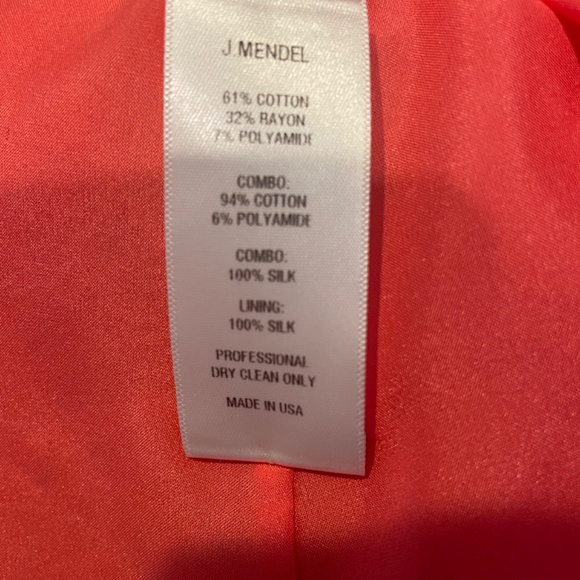 J. MENDEL
61% COTTON
32% RAYON
7% POLYAMIDE
COMBO:
94% COTTON
6% POLYAMIDE
COMBO:
100% SILK
LINING:
100% SILK
PROFESSIONAL
DRY CLEAN ONLY
MADE IN USA